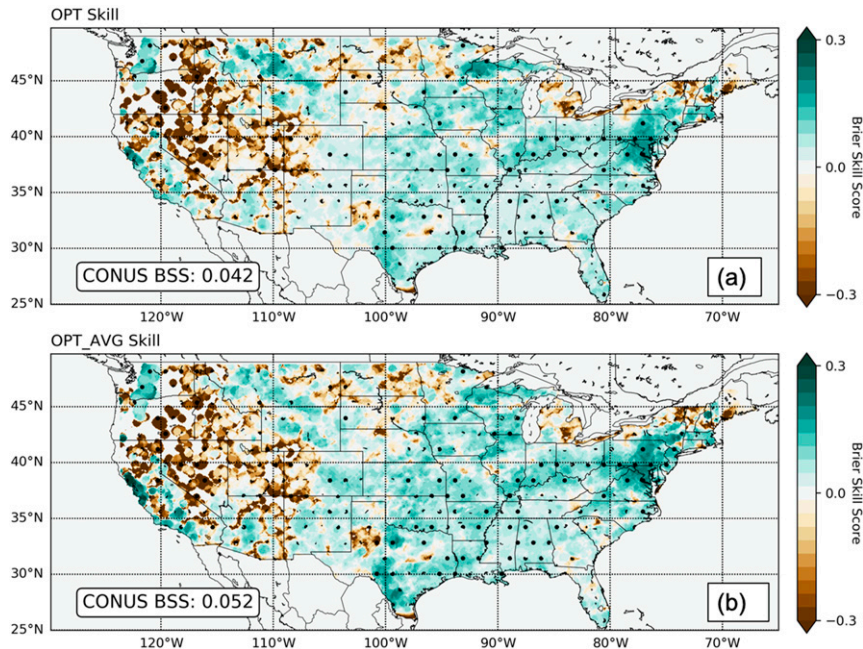 OPT Skill
45°N
40°N
35°N
30°N
25°N
CONUS BSS: 0.042
(a)
120°W 110°W 100°W 90°W 80°W 70°W
0.3
0.0
−0.3
Brier Skill Score
OPT_AVG Skill
45°N
40°N
35°N
30°N
25°N
CONUS BSS: 0.052
(b)
120°W 110°W 100°W 90°W 80°W 70°W
0.3
0.0
−0.3
Brier Skill Score